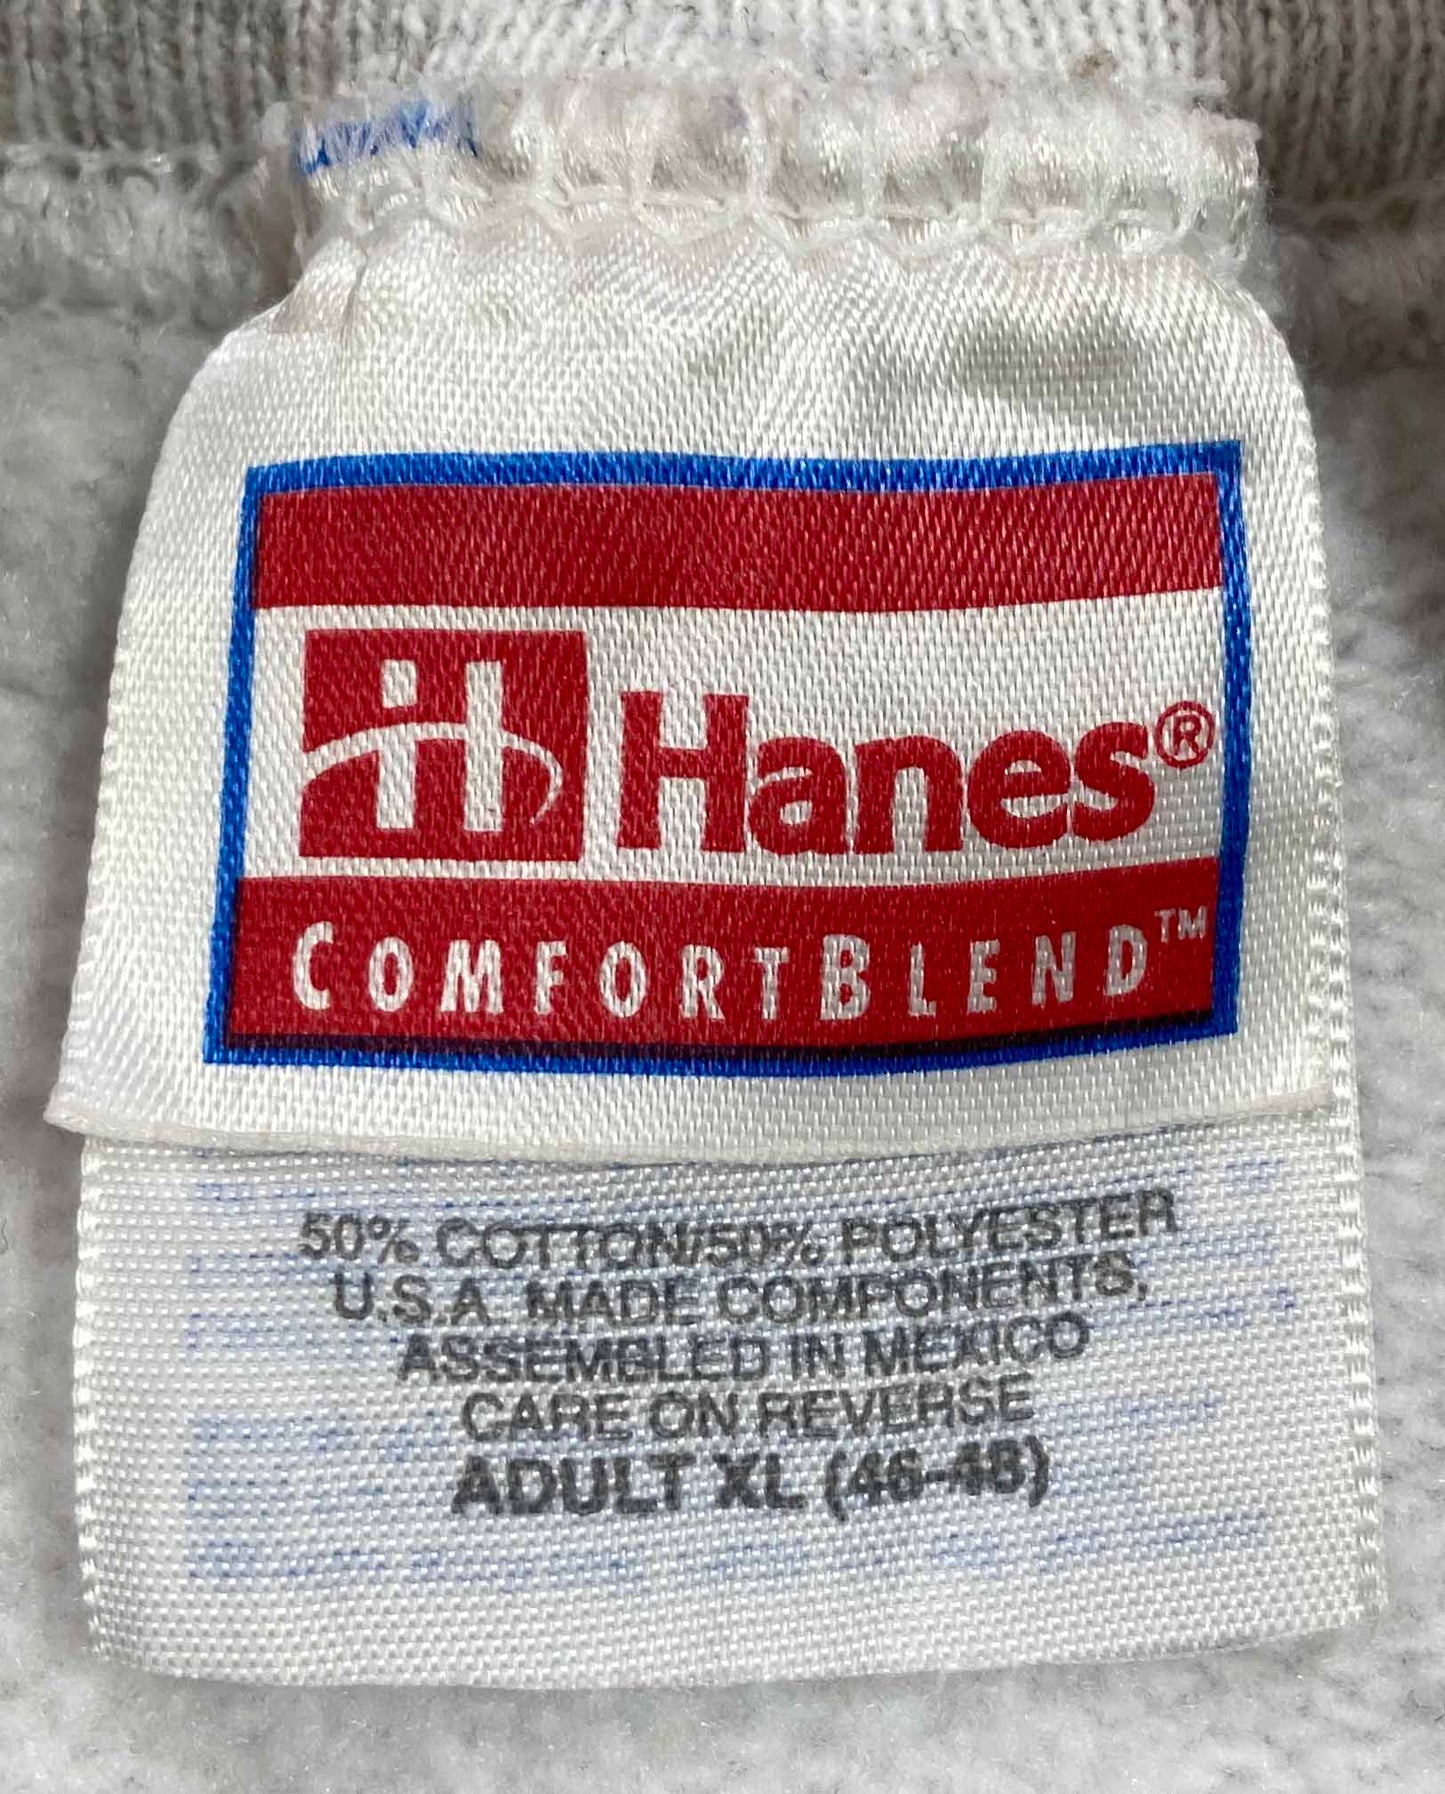 Hanes®
COMFORTBLEND™
50% COTTON/50% POLYESTER
U.S.A. MADE COMPONENTS,
ASSEMBLED IN MEXICO
CARE ON REVERSE
ADULT XL (46-48)